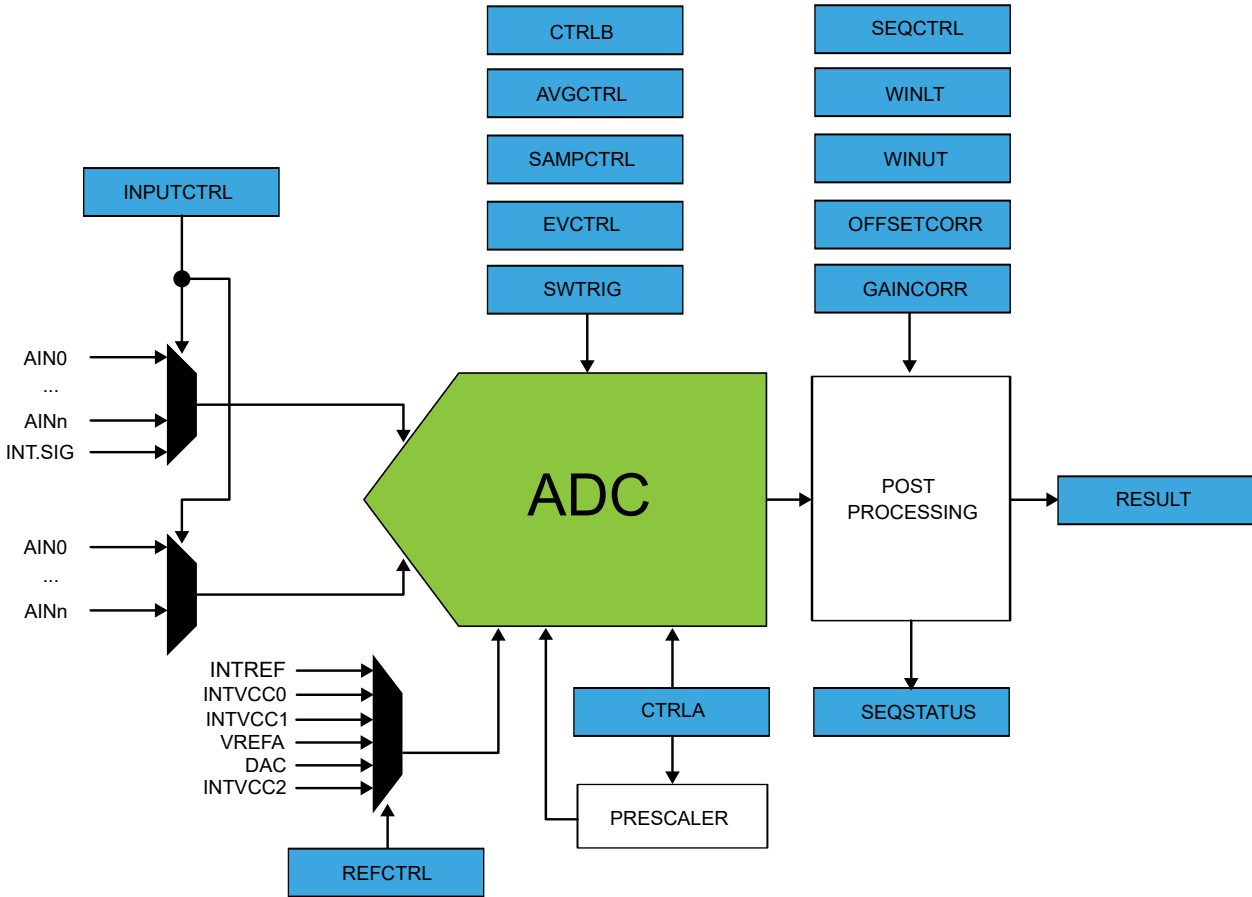 CTRLB
AVGCTRL
SAMPCTRL
EVCTRL
SWTRIG
SEQCTRL
WINLT
WINUT
OFFSETCORR
GAINCORR
INPUTCTRL
AIN0
...
AINn
INT.SIG
AIN0
...
AINn
ADC
POST
PROCESSING
RESULT
INTREF
INTVCC0
INTVCC1
VREFA
DAC
INTVCC2
REFCTRL
CTRLA
PRESCALER
SEQSTATUS